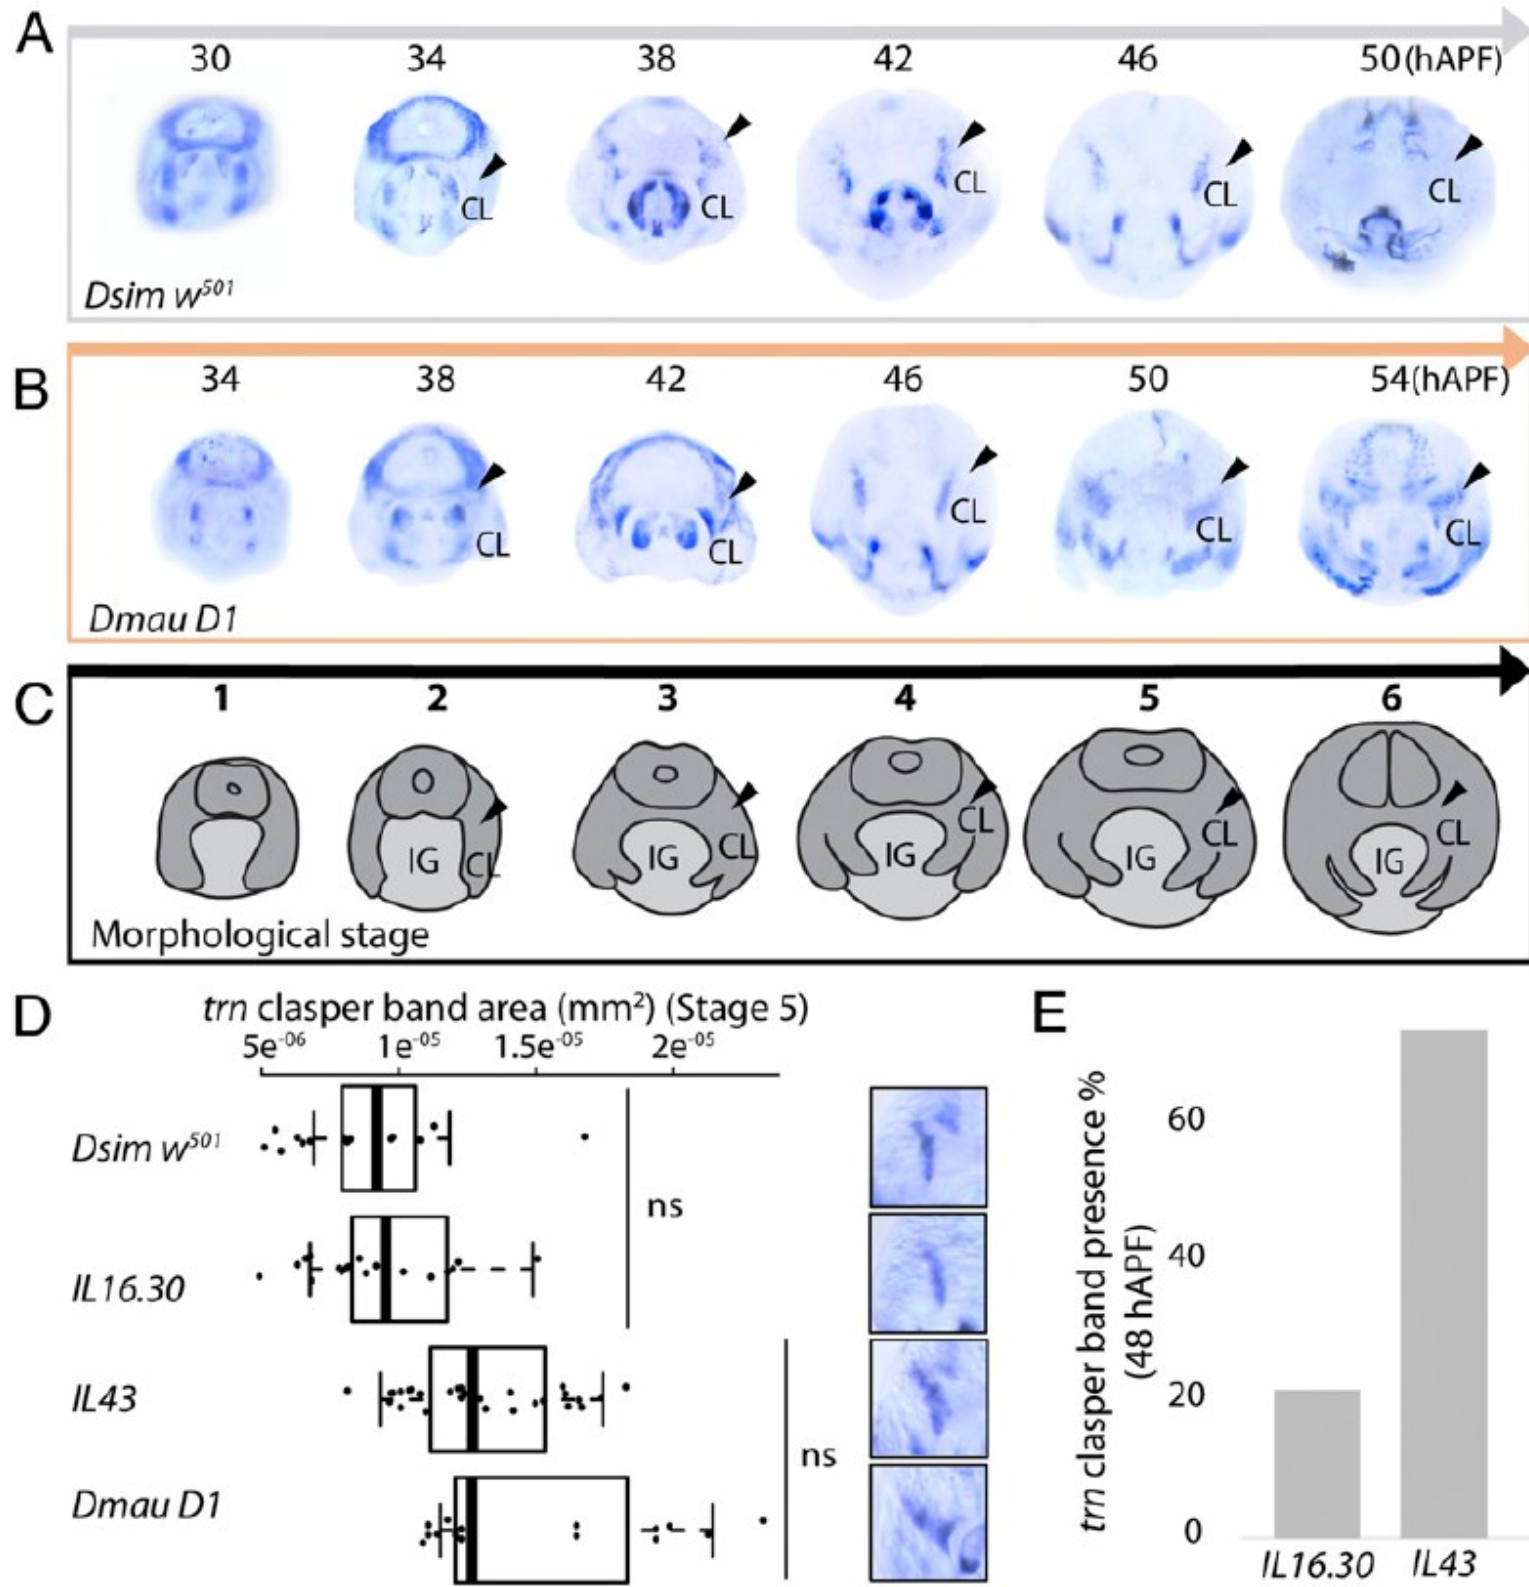 A
30 34 38 42 46 50(hAPF)
CL CL CL CL CL
Dsim w501
B
34 38 42 46 50 54(hAPF)
CL CL CL CL CL
Dmau D1
C
1 2 3 4 5 6
IG CL IG CL IG CL IG CL IG CL
Morphological stage
D
trn clasper band area (mm²) (Stage 5)
5e-06 1e-05 1.5e-05 2e-05
Dsim w501
IL16.30
IL43
Dmau D1
ns
ns
E
trn clasper band presence %
(48 hAPF)
60
40
20
0
IL16.30 IL43